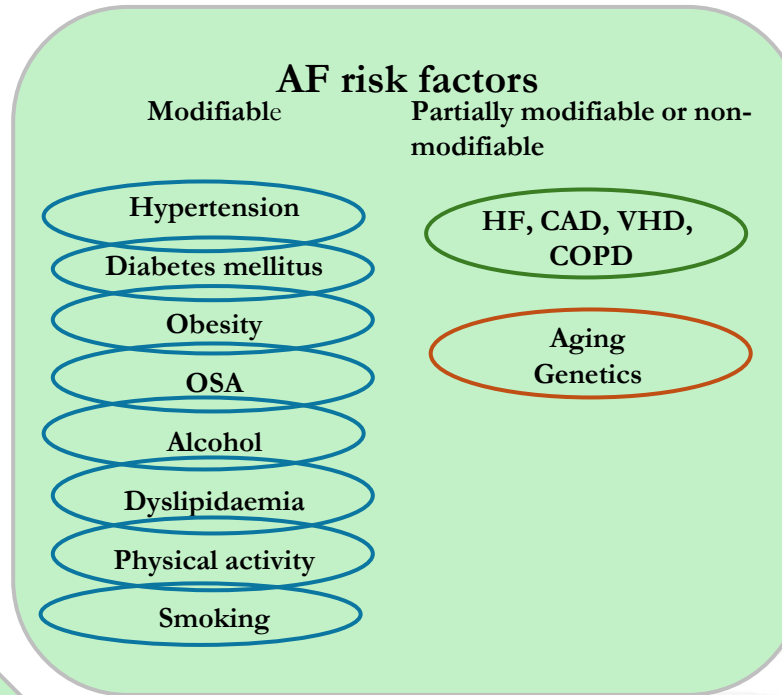 AF risk factors
Modifiable
Partially modifiable or non-
modifiable
Hypertension
Diabetes mellitus
Obesity
OSA
Alcohol
Dyslipidaemia
Physical activity
Smoking
HF, CAD, VHD,
COPD
Aging
Genetics